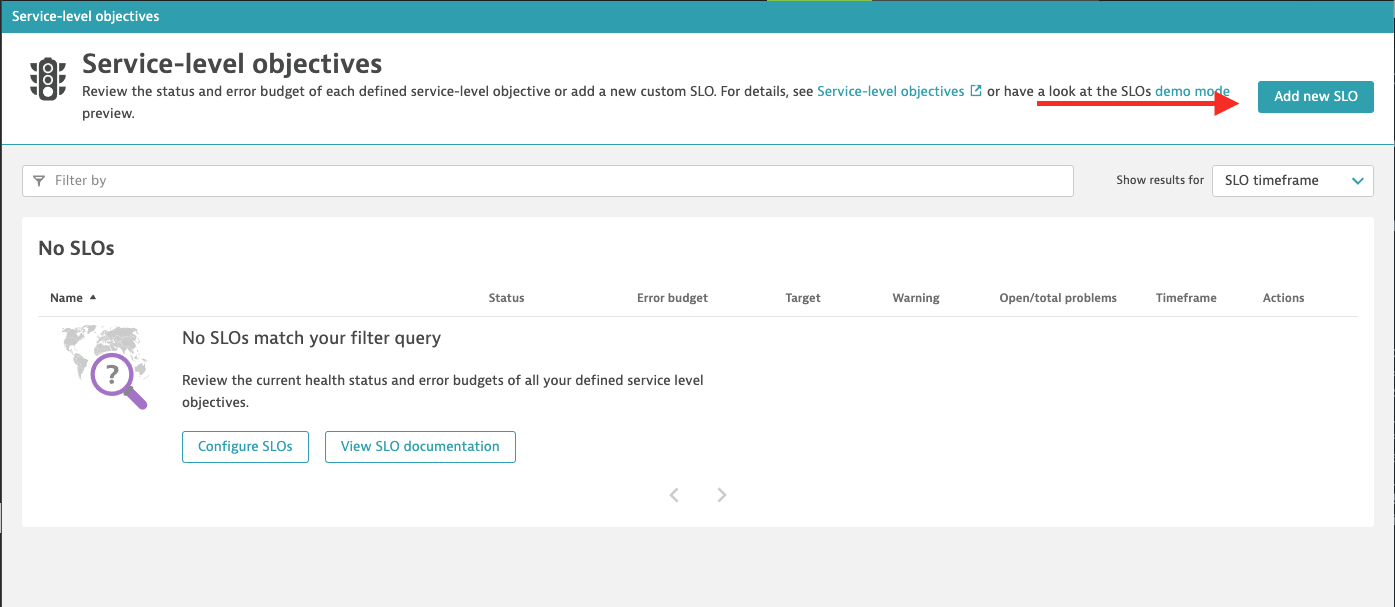 Service-level objectives
Service-level objectives
Review the status and error budget of each defined service-level objective or add a new custom SLO. For details, see Service-level objectives or have a look at the SLOs demo mode
preview.
Add new SLO
Filter by
Show results for
SLO timeframe
No SLOs
Name
Status
Error budget
Target
Warning
Open/total problems
Timeframe
Actions
?
No SLOs match your filter query
Review the current health status and error budgets of all your defined service level
objectives.
Configure SLOs
View SLO documentation